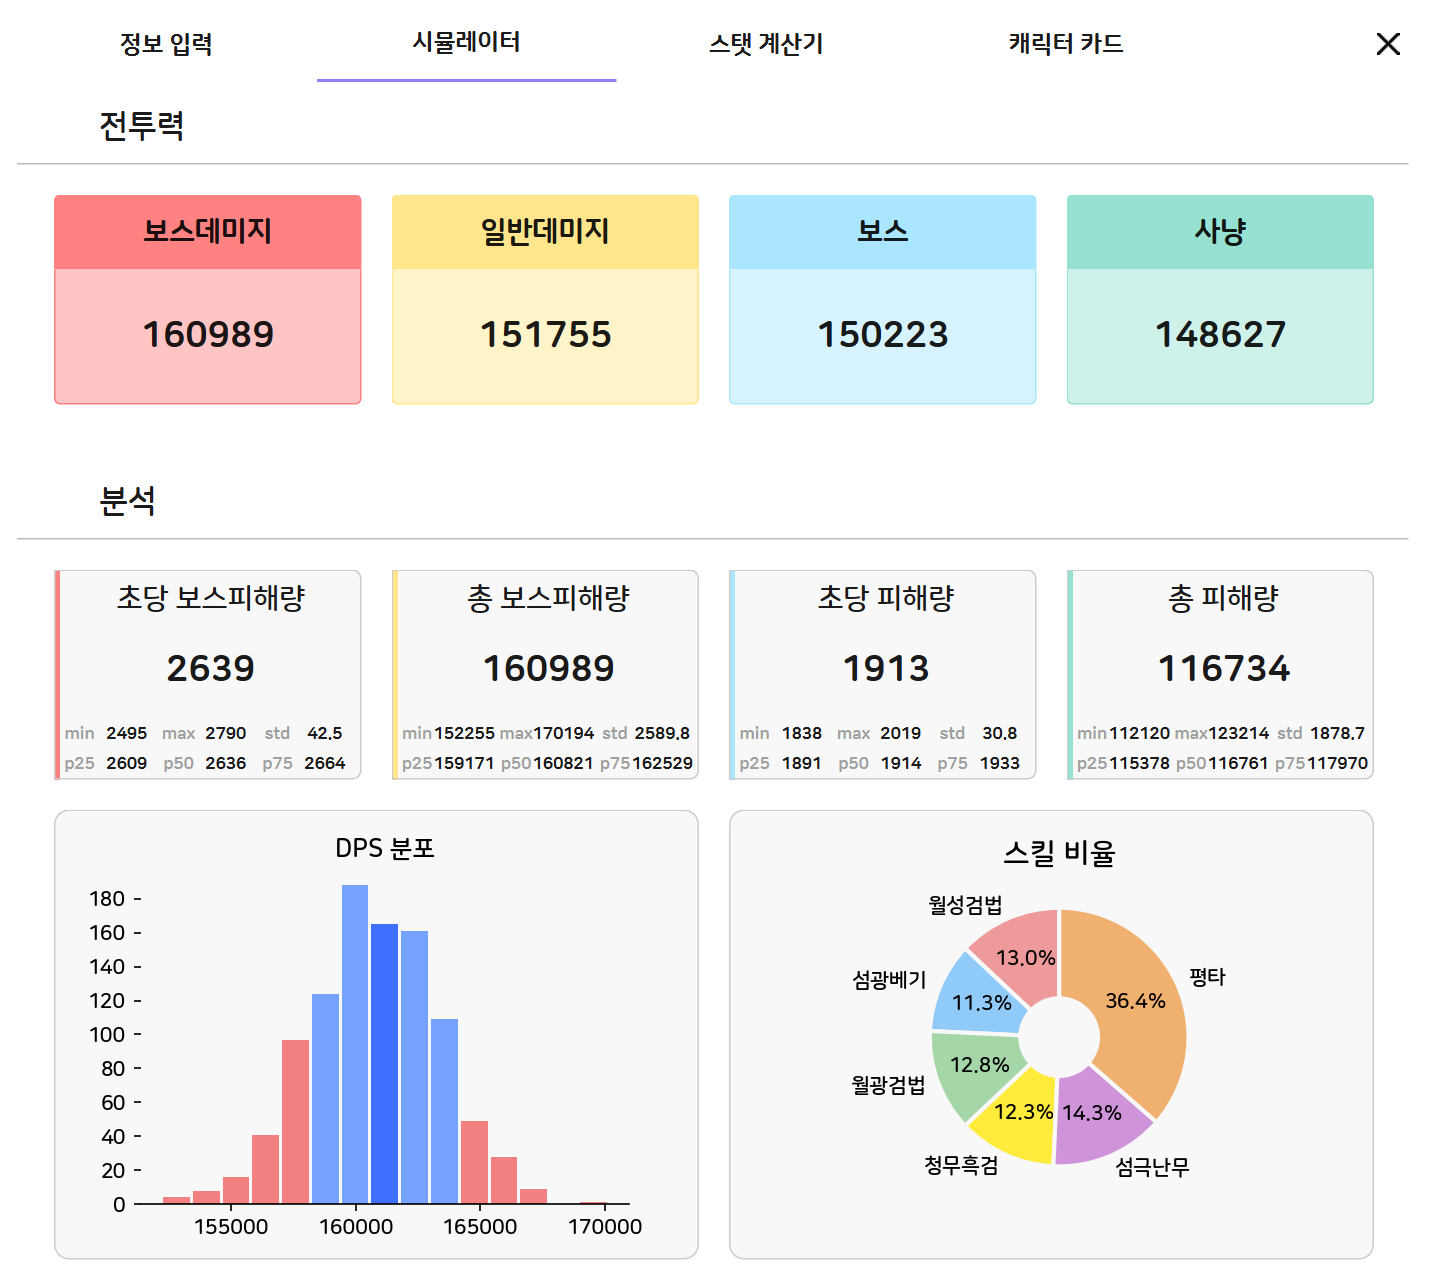 정보 입력 시뮬레이터 스탯 계산기 캐릭터 카드
전투력
보스데미지 일반데미지 보스 사냥
160989 151755 150223 148627
분석
초당 보스피해량 총 보스피해량 초당 피해량 총 피해량
2639 160989 1913 116734
min 2495 max 2790 std 42.5 min 152255 max 170194 std 2589.8 min 1838 max 2019 std 30.8 min 112120 max 123214 std 1878.7
p25 2609 p50 2636 p75 2664 p25 159171 p50 160821 p75 162529 p25 1891 p50 1914 p75 1933 p25 115378 p50 116761 p75 117970
DPS 분포
180
160
140
120
100
80
60
40
20
0
155000 160000 165000 170000
스킬 비율
월성검법
13.0%
섬광베기
11.3%
평타
36.4%
월광검법
12.8%
12.3% 14.3%
청무흑검 섬극난무